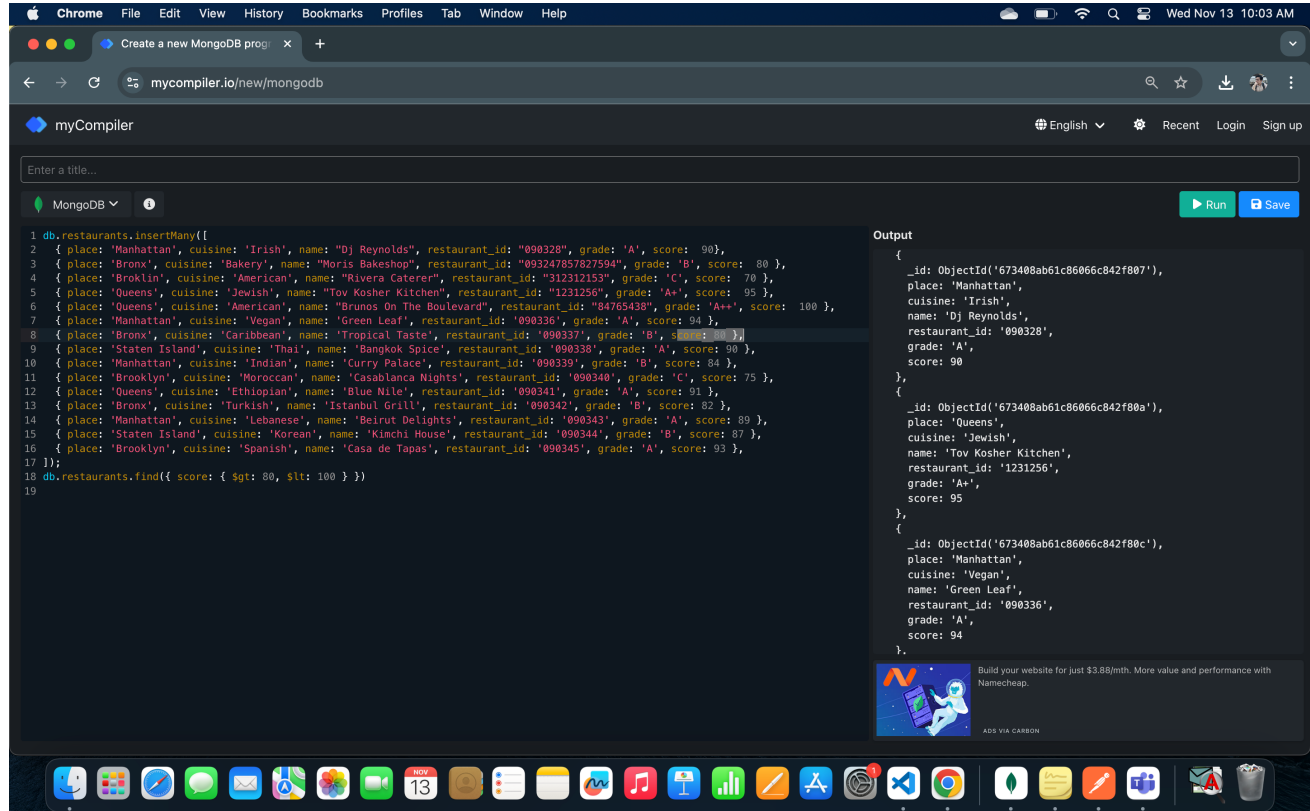 Chrome File Edit View History Bookmarks Profiles Tab Window Help Wed Nov 13 10:03 AM
Create a new MongoDB progr
mycompiler.io/new/mongodb
myCompiler English Recent Login Sign up
Enter a title...
MongoDB Run Save
1 db.restaurants.insertMany([
2 { place: 'Manhattan', cuisine: 'Irish', name: "Dj Reynolds", restaurant_id: "090328", grade: 'A', score:  90},
3 { place: 'Bronx', cuisine: 'Bakery', name: "Moris Bakeshop", restaurant_id: "093247857827594", grade: 'B', score:  80 },
4 { place: 'Broklin', cuisine: 'American', name: "Rivera Caterer", restaurant_id: "312312153", grade: 'C', score:  70 },
5 { place: 'Queens', cuisine: 'Jewish', name: "Tov Kosher Kitchen", restaurant_id: "1231256", grade: 'A+', score:  95 },
6 { place: 'Queens', cuisine: 'American', name: "Brunos On The Boulevard", restaurant_id: "84765438", grade: 'A++', score:  100 },
7 { place: 'Manhattan', cuisine: 'Vegan', name: 'Green Leaf', restaurant_id: '090336', grade: 'A', score: 94 },
8 { place: 'Bronx', cuisine: 'Caribbean', name: 'Tropical Taste', restaurant_id: '090337', grade: 'B', score: 80 },
9 { place: 'Staten Island', cuisine: 'Thai', name: 'Bangkok Spice', restaurant_id: '090338', grade: 'A', score: 90 },
10 { place: 'Manhattan', cuisine: 'Indian', name: 'Curry Palace', restaurant_id: '090339', grade: 'B', score: 84 },
11 { place: 'Brooklyn', cuisine: 'Moroccan', name: 'Casablanca Nights', restaurant_id: '090340', grade: 'C', score: 75 },
12 { place: 'Queens', cuisine: 'Ethiopian', name: 'Blue Nile', restaurant_id: '090341', grade: 'A', score: 91 },
13 { place: 'Bronx', cuisine: 'Turkish', name: 'Istanbul Grill', restaurant_id: '090342', grade: 'B', score: 82 },
14 { place: 'Manhattan', cuisine: 'Lebanese', name: 'Beirut Delights', restaurant_id: '090343', grade: 'A', score: 89 },
15 { place: 'Staten Island', cuisine: 'Korean', name: 'Kimchi House', restaurant_id: '090344', grade: 'B', score: 87 },
16 { place: 'Brooklyn', cuisine: 'Spanish', name: 'Casa de Tapas', restaurant_id: '090345', grade: 'A', score: 93 },
17 ]);
18 db.restaurants.find({ score: { $gt: 80, $lt: 100 } })
19
Output
{
_id: ObjectId('673408ab61c86066c842f807'),
place: 'Manhattan',
cuisine: 'Irish',
name: 'Dj Reynolds',
restaurant_id: '090328',
grade: 'A',
score: 90
},
{
_id: ObjectId('673408ab61c86066c842f80a'),
place: 'Queens',
cuisine: 'Jewish',
name: 'Tov Kosher Kitchen',
restaurant_id: '1231256',
grade: 'A+',
score: 95
},
{
_id: ObjectId('673408ab61c86066c842f80c'),
place: 'Manhattan',
cuisine: 'Vegan',
name: 'Green Leaf',
restaurant_id: '090336',
grade: 'A',
score: 94
},
Build your website for just $3.88/mth. More value and performance with
Namecheap.
ADS VIA CARBON
NOV
13
1